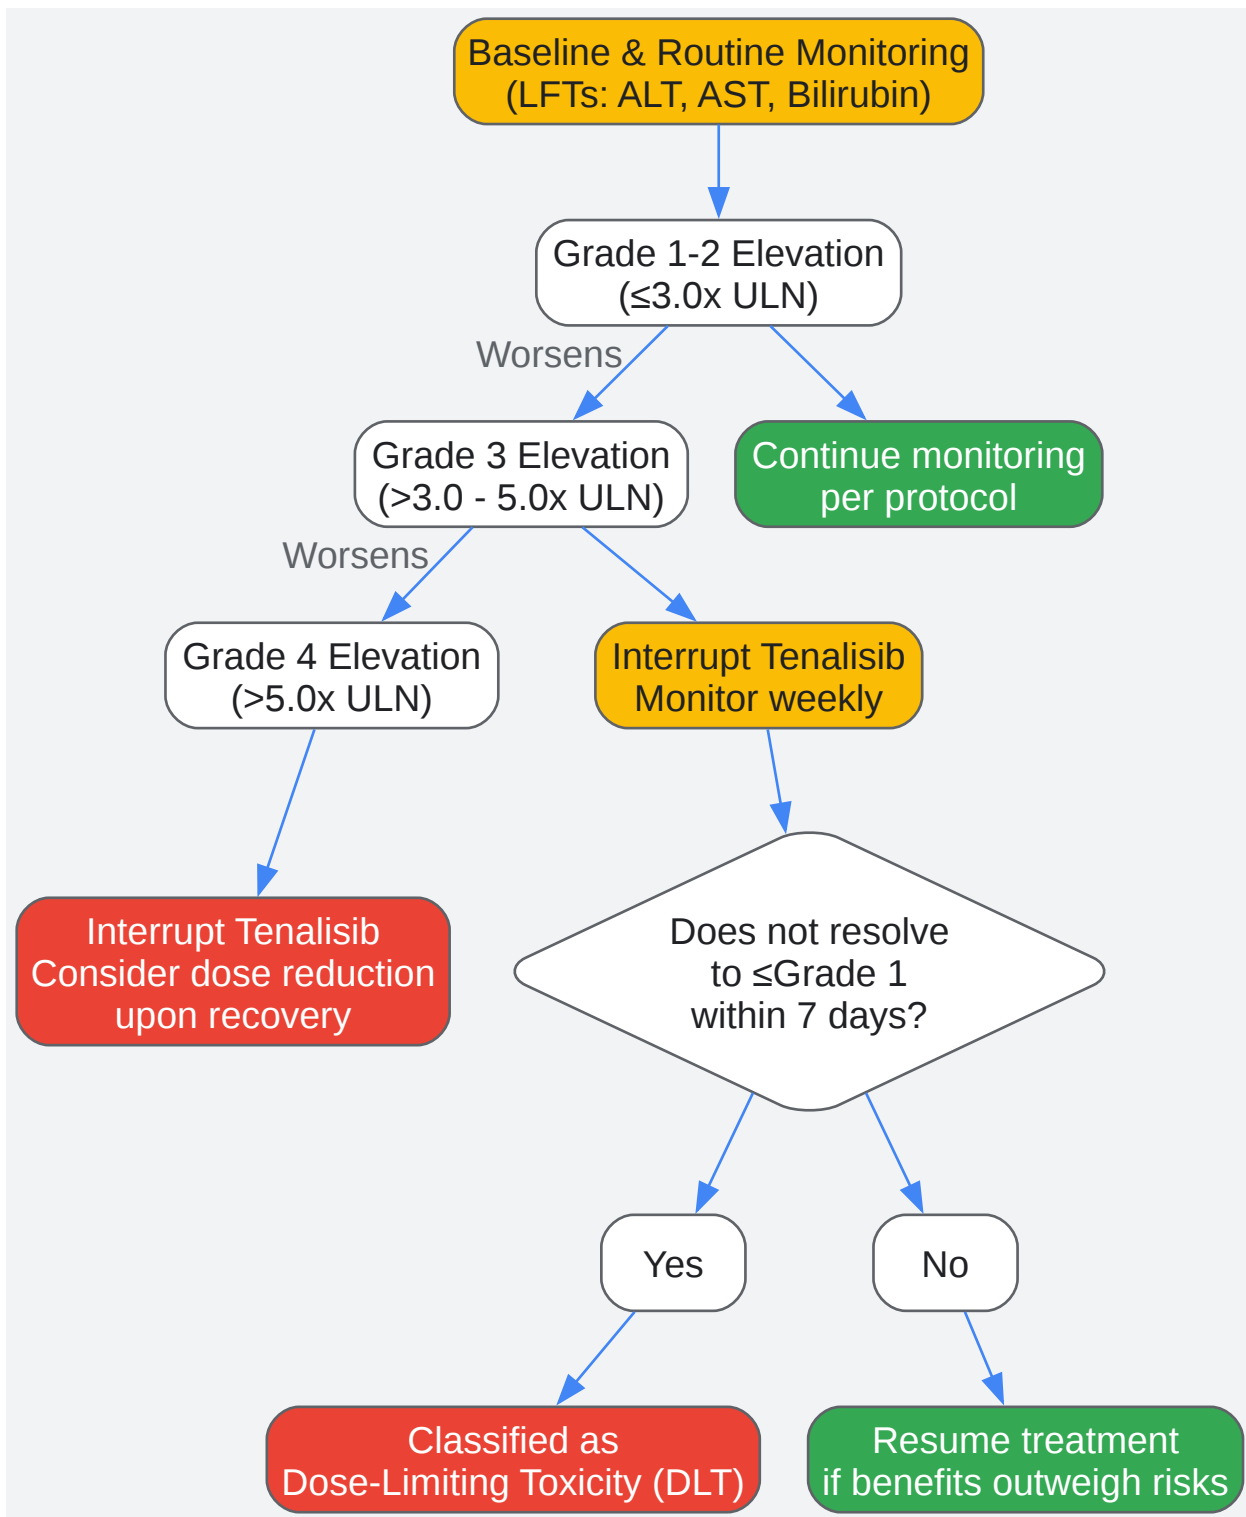 Baseline & Routine Monitoring
(LFTs: ALT, AST, Bilirubin)
Grade 1-2 Elevation
(≤3.0x ULN)
Worsens
Grade 3 Elevation
(>3.0 - 5.0x ULN)
Continue monitoring
per protocol
Worsens
Grade 4 Elevation
(>5.0x ULN)
Interrupt Tenalisib
Monitor weekly
Interrupt Tenalisib
Consider dose reduction
upon recovery
Does not resolve
to ≤Grade 1
within 7 days?
Yes
No
Classified as
Dose-Limiting Toxicity (DLT)
Resume treatment
if benefits outweigh risks